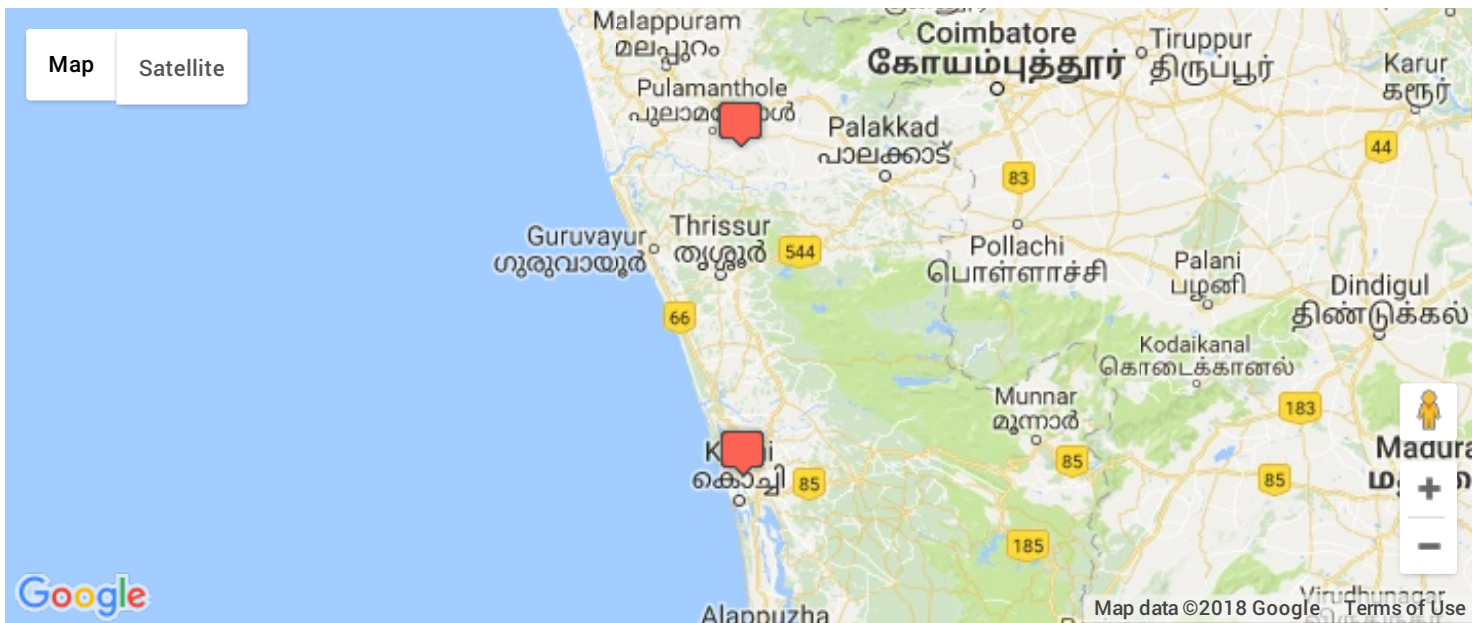 Malappuram
മലപ്പുറം
Map
Satellite
Coimbatore
கோயம்புத்தூர்
Tiruppur
திருப்பூர்
Karur
கரூர்
Pulamanthole
Palakkad
പാലക്കാട്
44
83
Guruvayur
ഗുരുവായൂർ
Thrissur
തൃശ്ശൂർ
544
Pollachi
பொள்ளாச்சி
Palani
பழனி
Dindigul
திண்டுக்கல்
66
Kodaikanal
கொடைக்கானல்
Munnar
മൂന്നാർ
183
കൊച്ചി
85
85
85
185
Google
Alappuzha
Map data ©2018 Google
Terms of Use